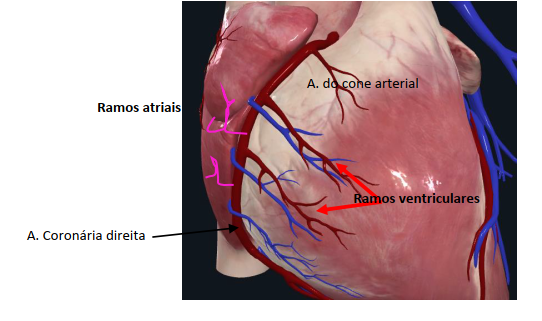 A. do cone arterial
Ramos atriais
Ramos ventriculares
A. Coronária direita